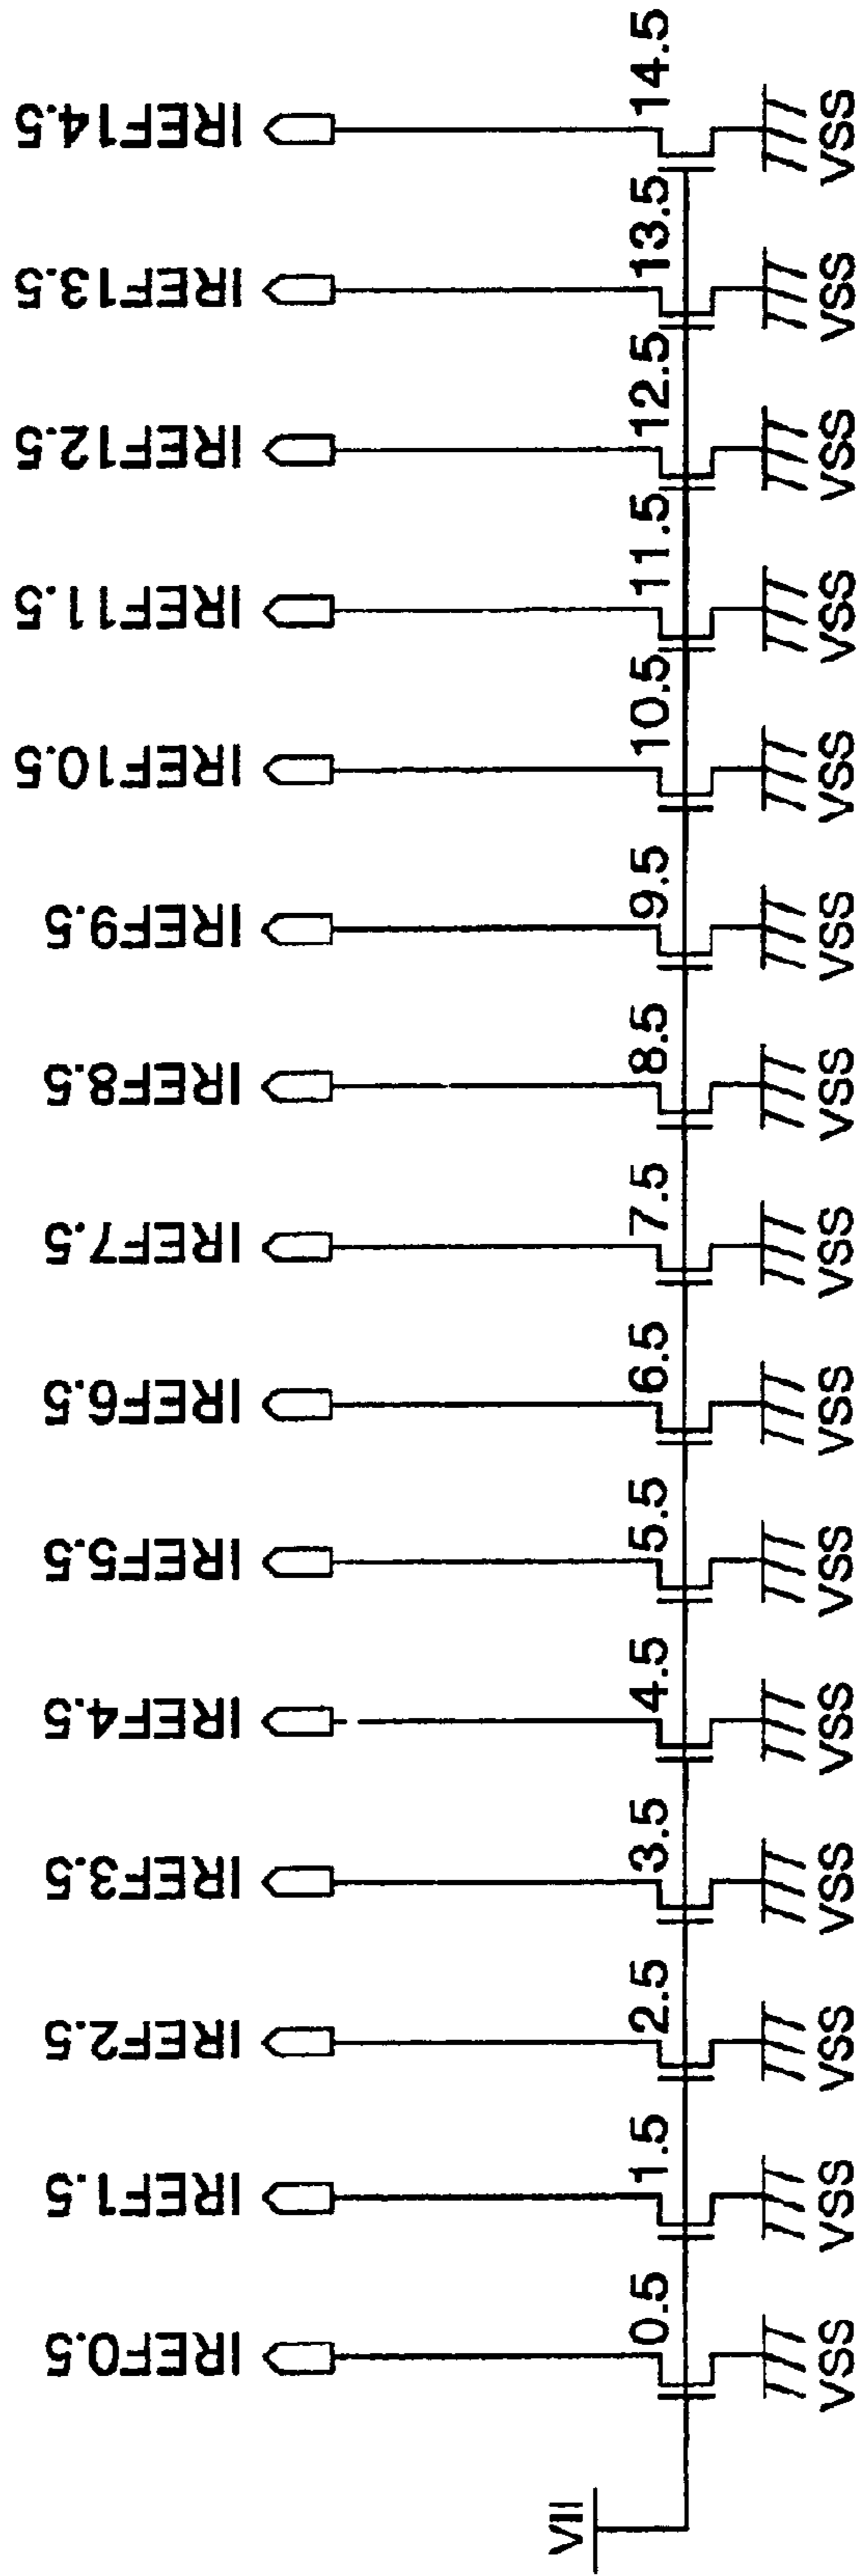 IREF0.5 IREF1.5 IREF2.5 IREF3.5 IREF4.5 IREF5.5 IREF6.5 IREF7.5 IREF8.5 IREF9.5 IREF10.5 IREF11.5 IREF12.5 IREF13.5 IREF14.5
VII
0.5 1.5 2.5 3.5 4.5 5.5 6.5 7.5 8.5 9.5 10.5 11.5 12.5 13.5 14.5
VSS VSS VSS VSS VSS VSS VSS VSS VSS VSS VSS VSS VSS VSS VSS